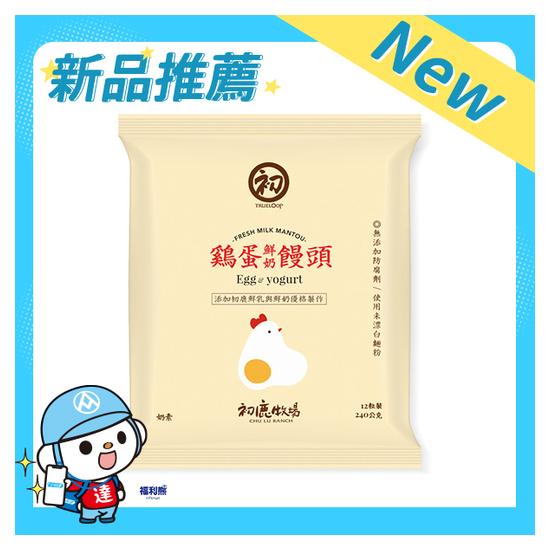 新品推薦
New
初
TRUELOOP
FRESH MILK MANTOU
鷄蛋鮮奶饅頭
Egg & yogurt
添加初鹿鮮乳與鮮奶優格製作
◎無添加防腐劑/使用未漂白麵粉
初鹿牧場
CHU LU RANCH
奶素
12粒裝
240公克
達
福利熊